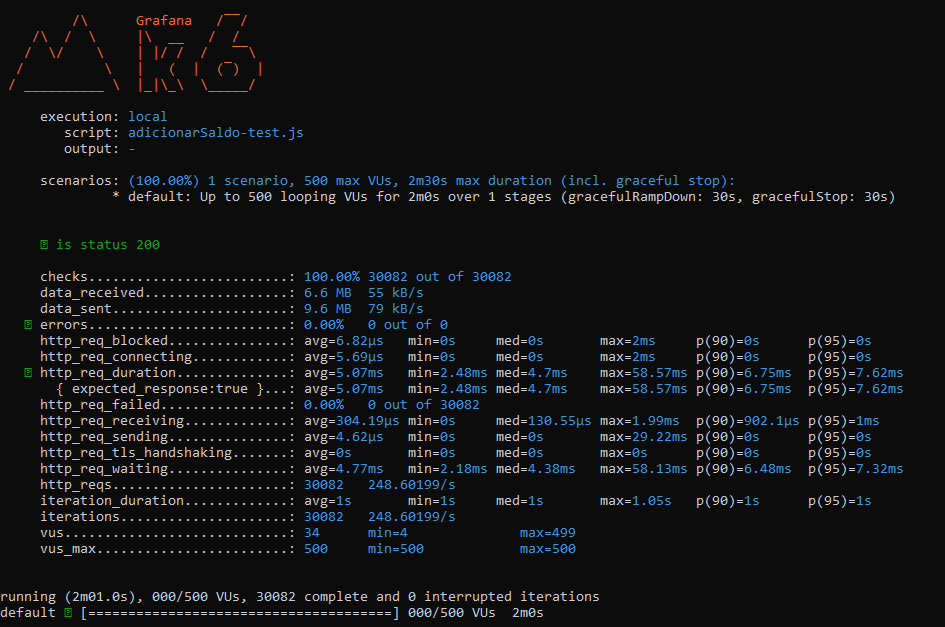 Grafana
execution: local
script: adicionarSaldo-test.js
output: -
scenarios: (100.00%) 1 scenario, 500 max VUs, 2m30s max duration (incl. graceful stop):
* default: Up to 500 looping VUs for 2m0s over 1 stages (gracefulRampDown: 30s, gracefulStop: 30s)
is status 200
checks.........................: 100.00% 30082 out of 30082
data_received..................: 6.6 MB 55 kB/s
data_sent......................: 9.6 MB 79 kB/s
errors.........................: 0.00% 0 out of 0
http_req_blocked...............: avg=6.82µs min=0s med=0s max=2ms p(90)=0s p(95)=0s
http_req_connecting............: avg=5.69µs min=0s med=0s max=2ms p(90)=0s p(95)=0s
http_req_duration..............: avg=5.07ms min=2.48ms med=4.7ms max=58.57ms p(90)=6.75ms p(95)=7.62ms
{ expected_response:true }...: avg=5.07ms min=2.48ms med=4.7ms max=58.57ms p(90)=6.75ms p(95)=7.62ms
http_req_failed................: 0.00% 0 out of 30082
http_req_receiving.............: avg=304.19µs min=0s med=130.55µs max=1.99ms p(90)=902.1µs p(95)=1ms
http_req_sending...............: avg=4.62µs min=0s med=0s max=29.22ms p(90)=0s p(95)=0s
http_req_tls_handshaking.......: avg=0s min=0s med=0s max=0s p(90)=0s p(95)=0s
http_req_waiting...............: avg=4.77ms min=2.18ms med=4.38ms max=58.13ms p(90)=6.48ms p(95)=7.32ms
http_reqs......................: 30082 248.60199/s
iteration_duration.............: avg=1s min=1s med=1s max=1.05s p(90)=1s p(95)=1s
iterations.....................: 30082 248.60199/s
vus............................: 34 min=4 max=499
vus_max........................: 500 min=500 max=500
running (2m01.0s), 000/500 VUs, 30082 complete and 0 interrupted iterations
default [======================================] 000/500 VUs 2m0s